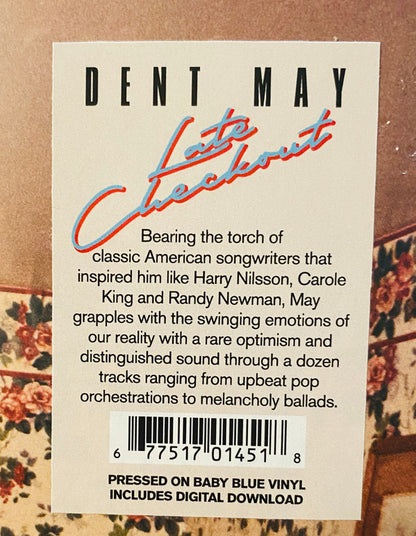 DENT MAY
Late
Checkout
Bearing the torch of
classic American songwriters that
inspired him like Harry Nilsson, Carole
King and Randy Newman, May
grapples with the swinging emotions of
our reality with a rare optimism and
distinguished sound through a dozen
tracks ranging from upbeat pop
orchestrations to melancholy ballads.
6 77517 01451 8
PRESSED ON BABY BLUE VINYL
INCLUDES DIGITAL DOWNLOAD